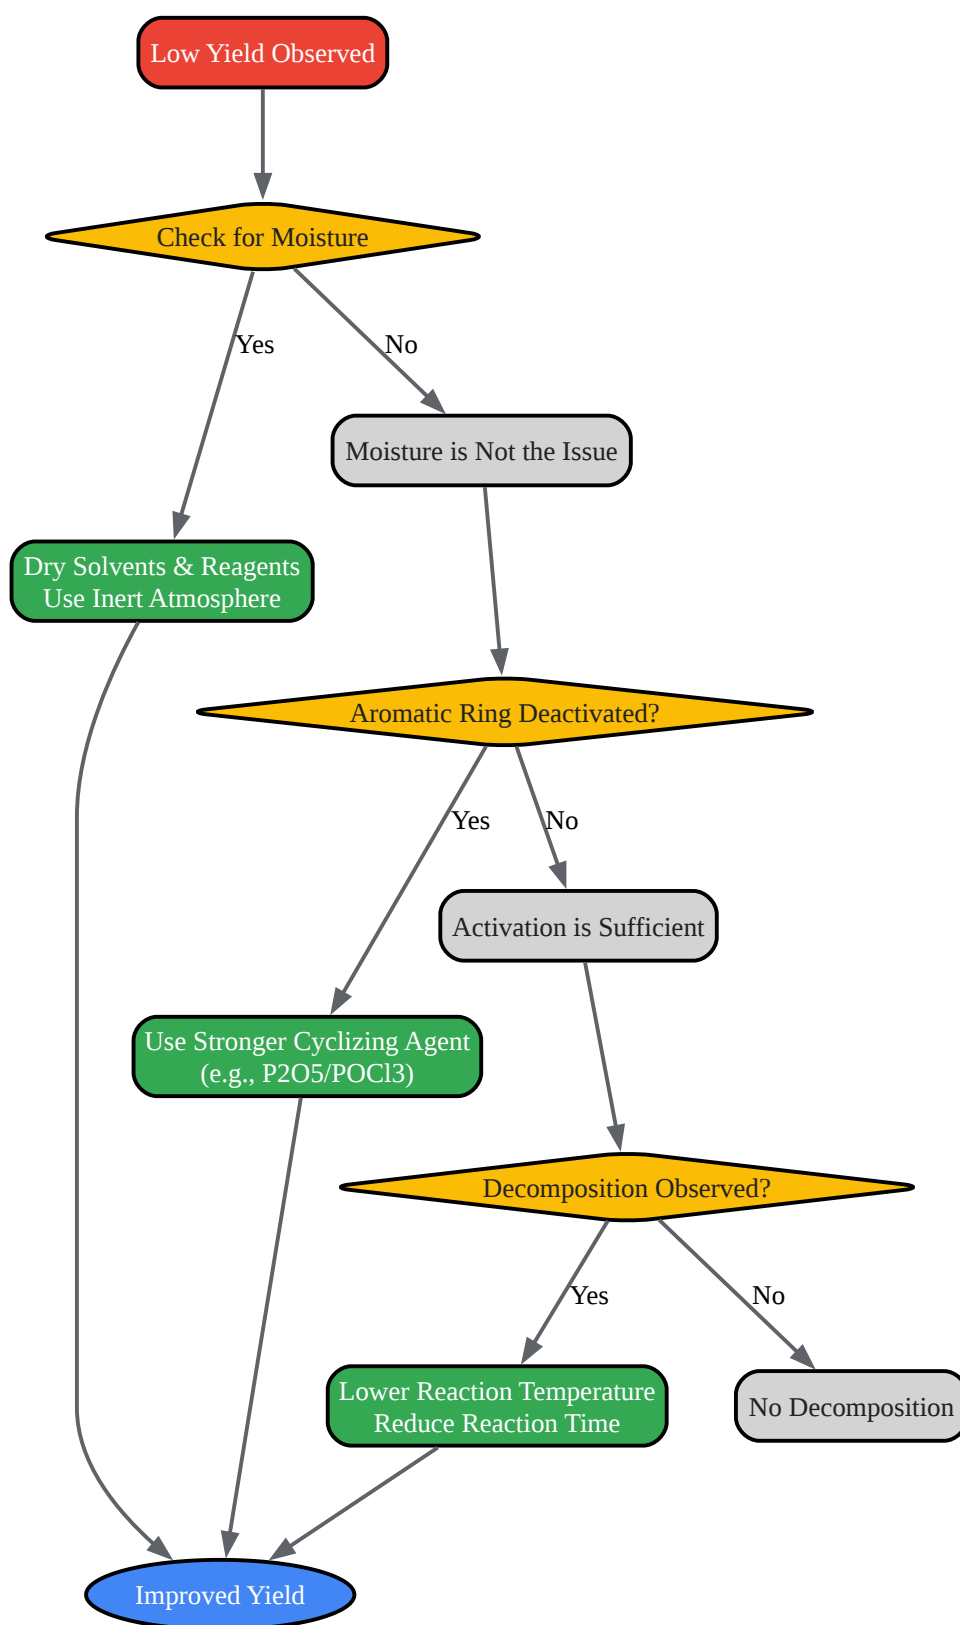 Low Yield Observed
Check for Moisture
Yes
No
Moisture is Not the Issue
Dry Solvents & Reagents
Use Inert Atmosphere
Aromatic Ring Deactivated?
Yes
No
Activation is Sufficient
Use Stronger Cyclizing Agent
(e.g., P2O5/POCl3)
Decomposition Observed?
Yes
No
Lower Reaction Temperature
Reduce Reaction Time
No Decomposition
Improved Yield